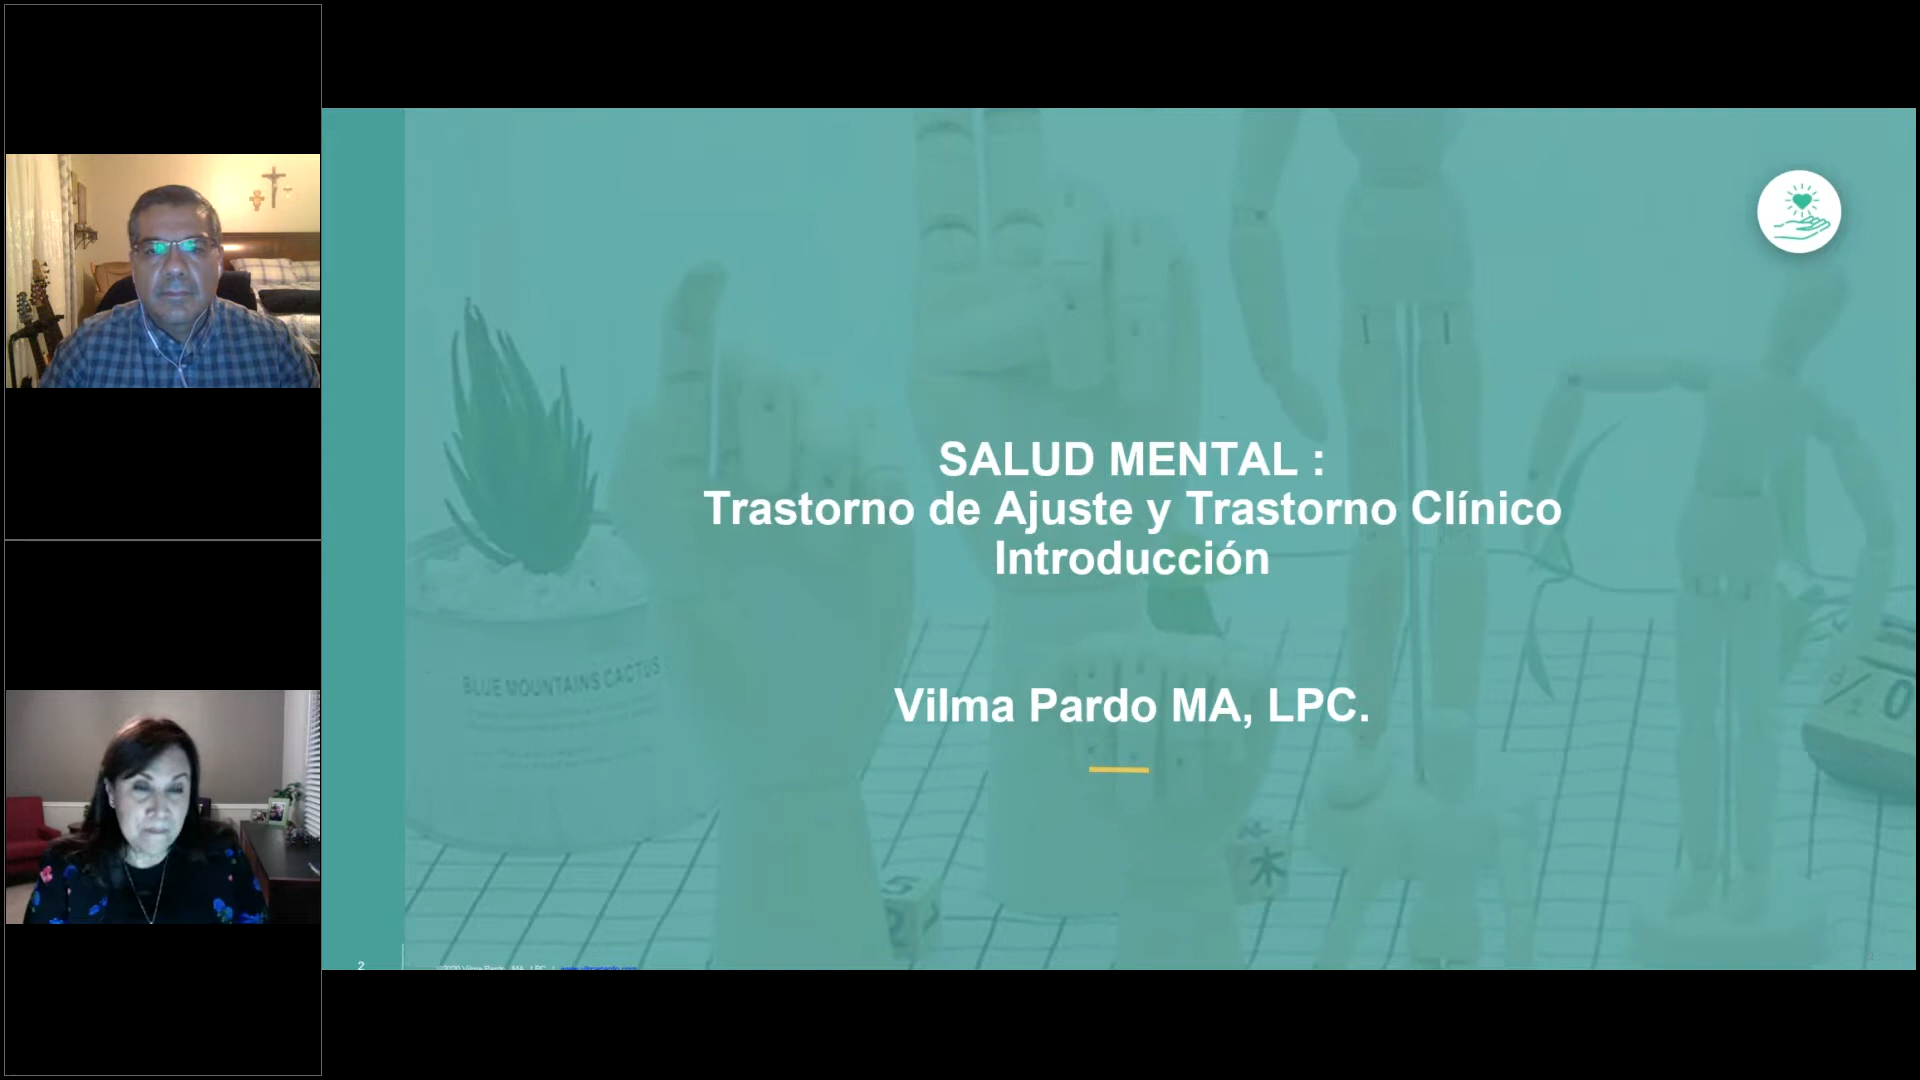 SALUD MENTAL :
Trastorno de Ajuste y Trastorno Clínico
Introducción
Vilma Pardo MA, LPC.
BLUE MOUNTAINS CACTUS
2